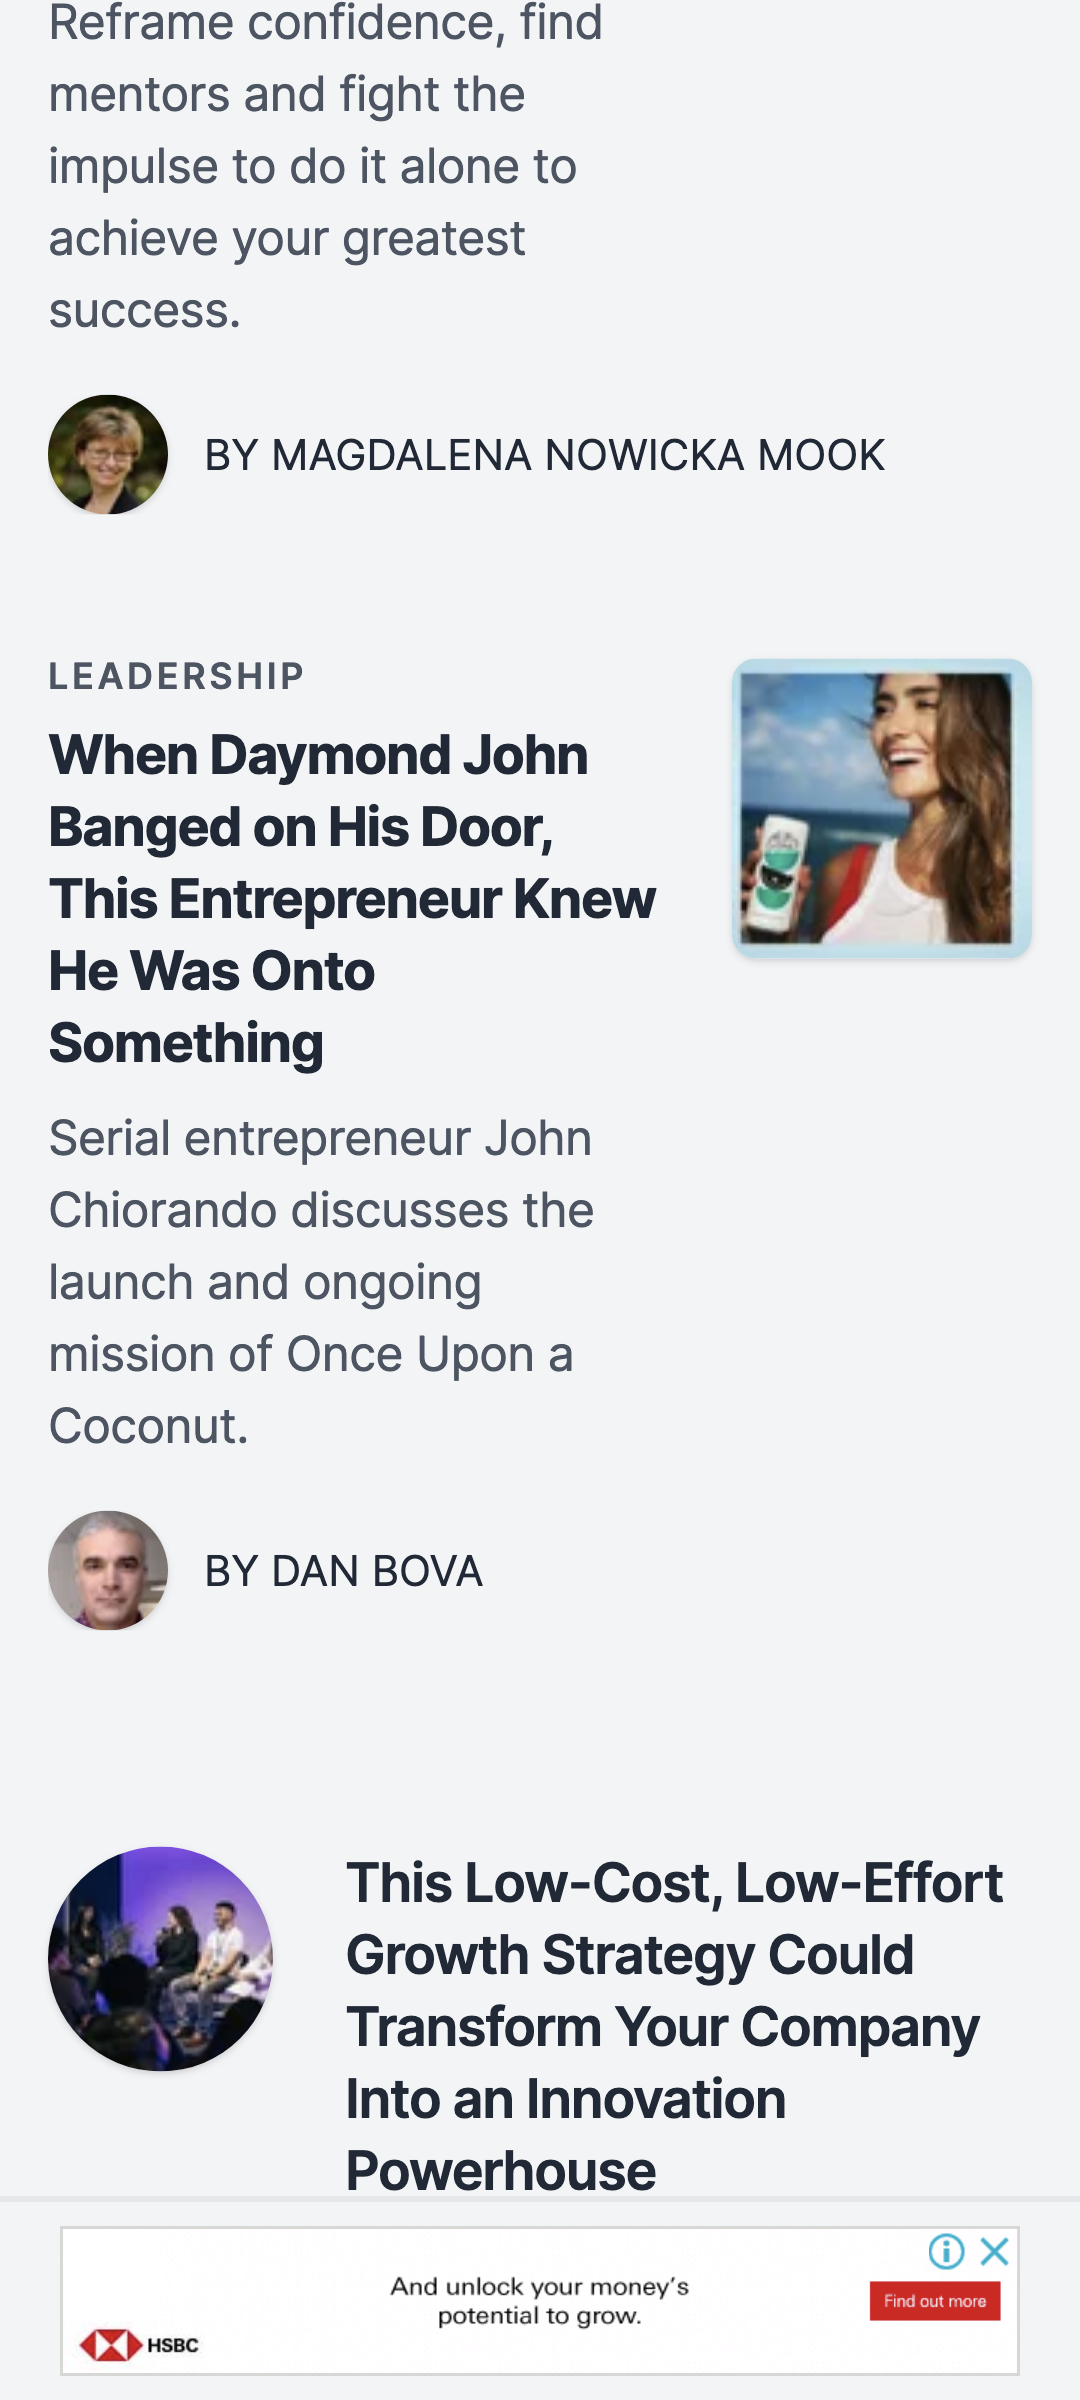 Reframe confidence, find
mentors and fight the
impulse to do it alone to
achieve your greatest
success.
BY MAGDALENA NOWICKA MOOK
LEADERSHIP
When Daymond John
Banged on His Door,
This Entrepreneur Knew
He Was Onto
Something
Serial entrepreneur John
Chiorando discusses the
launch and ongoing
mission of Once Upon a
Coconut.
BY DAN BOVA
This Low-Cost, Low-Effort
Growth Strategy Could
Transform Your Company
Into an Innovation
Powerhouse
And unlock your money's
potential to grow.
Find out more
HSBC